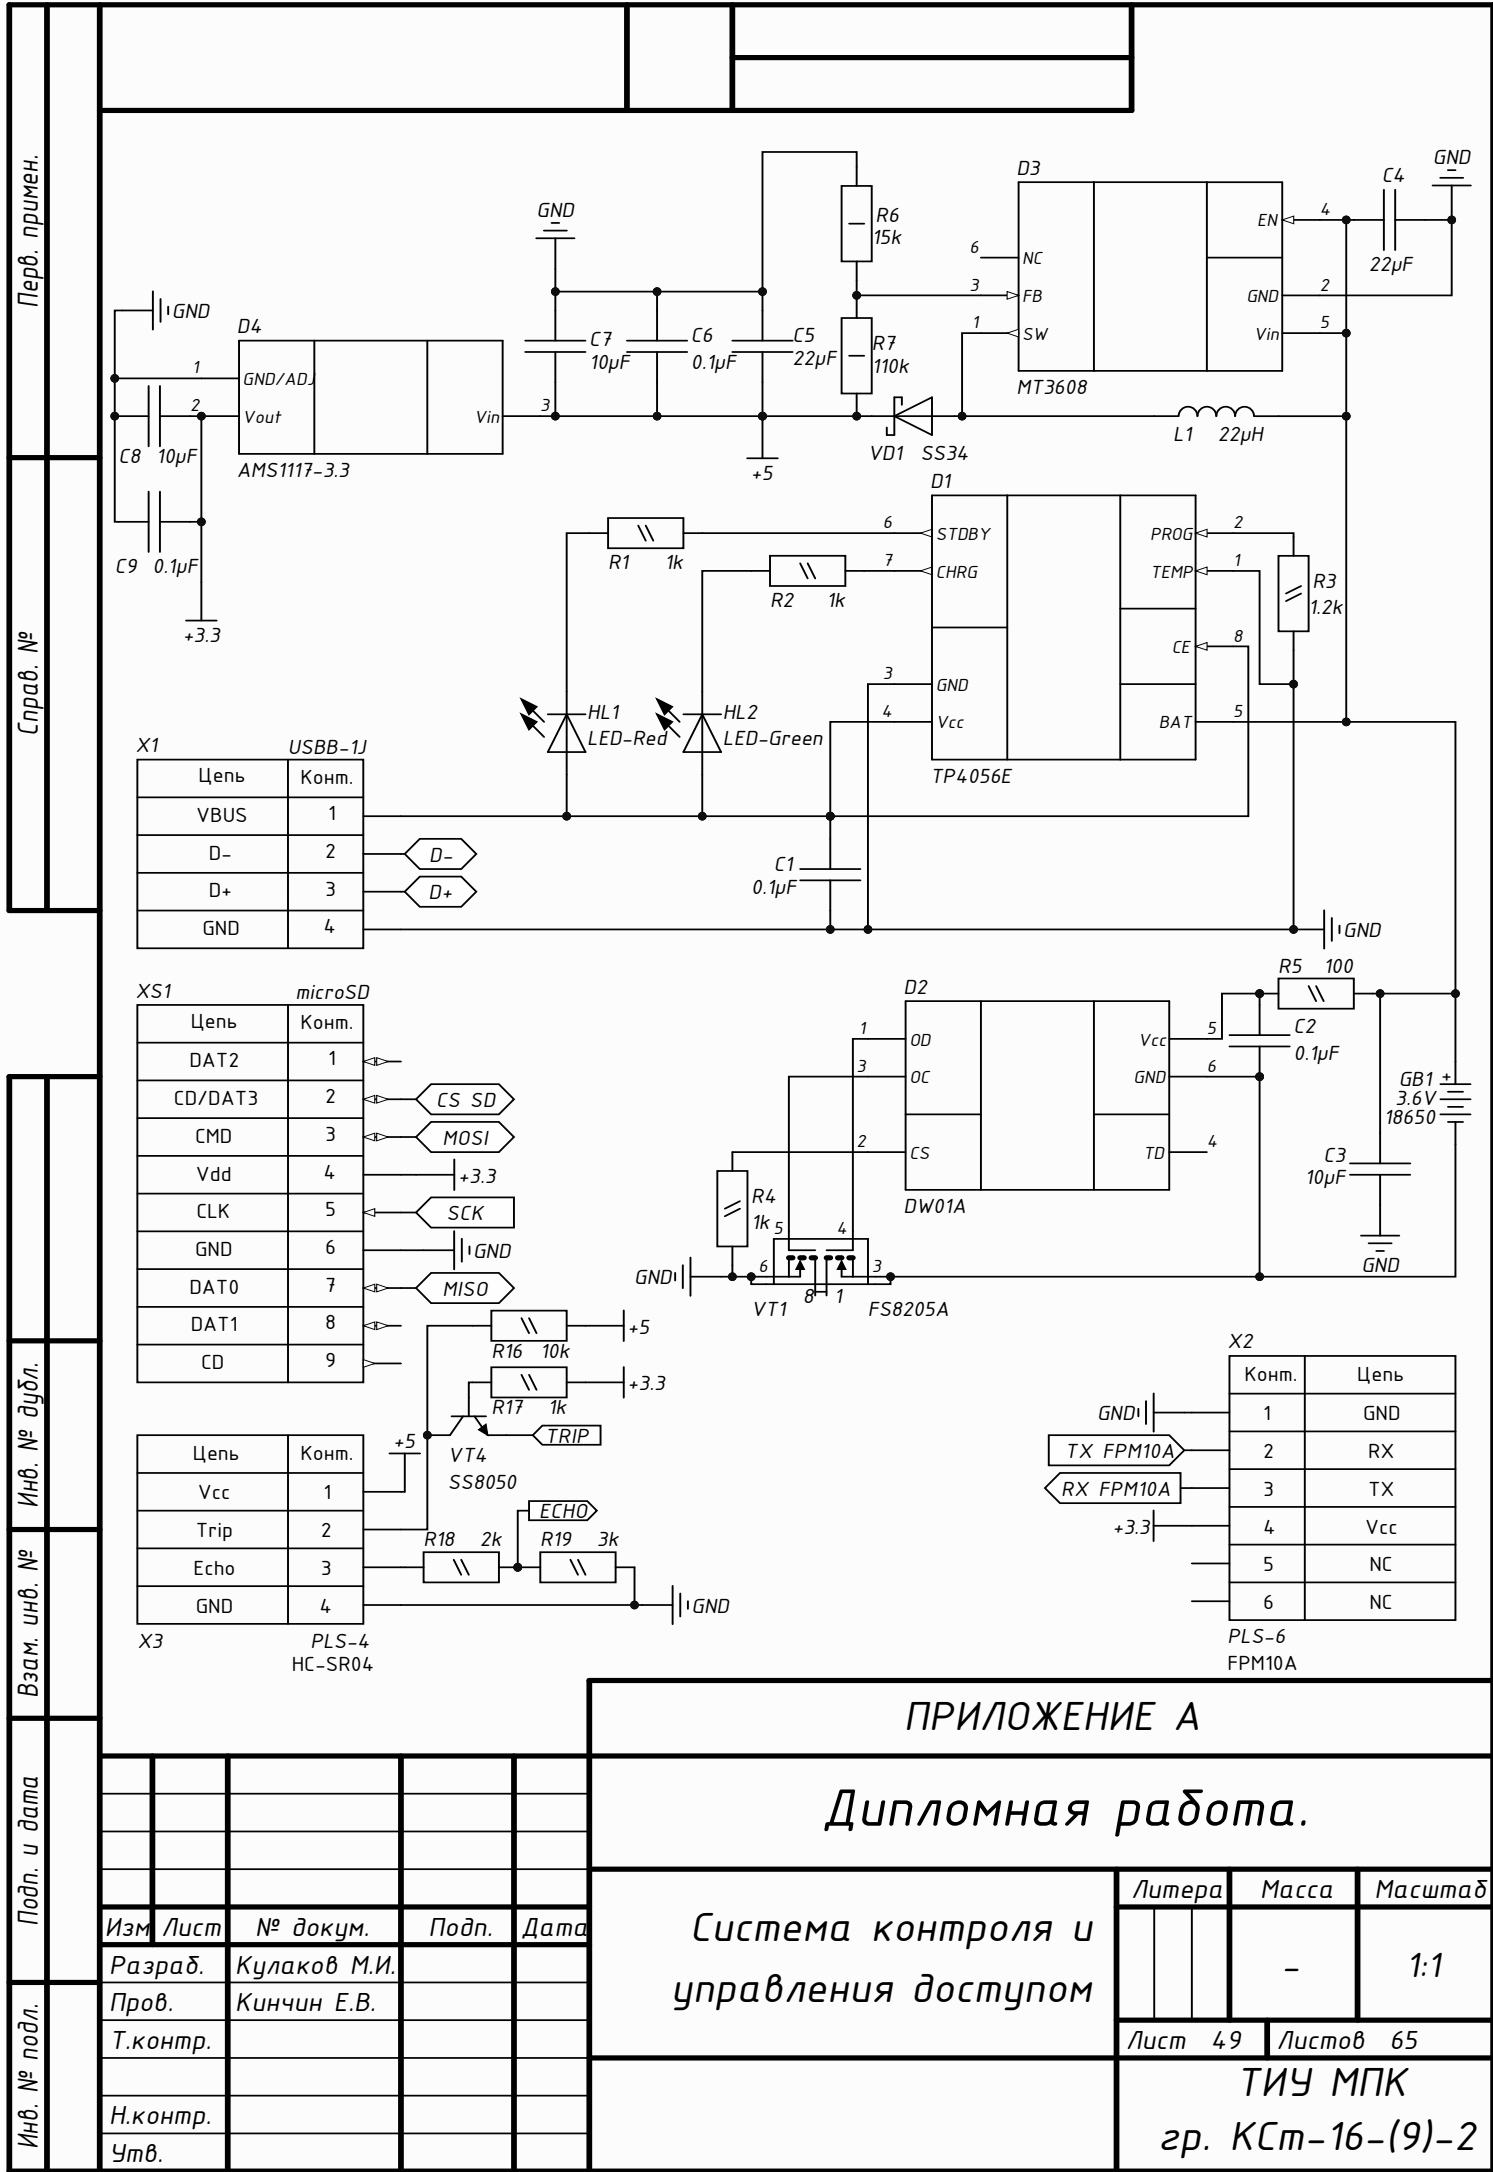 Перв. примен.
Справ. №
Инв. № дубл.
Взам. инв. №
Подп. и дата
Инв. № подл.
GND
D4
1
GND/ADJ
2
Vout
Vin
3
AMS1117-3.3
C8 10µF
C9 0.1µF
+3.3
GND
C7
10µF
C6
0.1µF
C5
22µF
+5
R6
15k
R7
110k
VD1 SS34
D3
6
NC
3
FB
1
SW
EN
4
GND
2
Vin
5
MT3608
C4
22µF
GND
L1 22µH
D1
6
STDBY
7
CHRG
3
GND
4
Vcc
PROG
2
TEMP
1
CE
8
BAT
5
TP4056E
R1 1k
R2 1k
R3
1.2k
HL1
LED-Red
HL2
LED-Green
C1
0.1µF
GND
X1 USBB-1J
Цепь Конт.
VBUS 1
D- 2 D-
D+ 3 D+
GND 4
XS1 microSD
Цепь Конт.
DAT2 1
CD/DAT3 2 CS SD
CMD 3 MOSI
Vdd 4 +3.3
CLK 5 SCK
GND 6 GND
DAT0 7 MISO
DAT1 8
CD 9
D2
1
OD
3
OC
2
CS
Vcc
5
GND
6
TD
4
DW01A
R5 100
C2
0.1µF
GB1 +
3.6V
18650
C3
10µF
GND
R4
1k
5
4
GND
6
3
VT1
8 1
FS8205A
R16 10k
+5
R17 1k
+3.3
VT4
SS8050
TRIP
+5
Цепь Конт.
Vcc 1
Trip 2
Echo 3
GND 4
X3 PLS-4
HC-SR04
ECHO
R18 2k
R19 3k
GND
X2
Конт. Цепь
GND 1 GND
TX FPM10A 2 RX
RX FPM10A 3 TX
+3.3 4 Vcc
5 NC
6 NC
PLS-6
FPM10A
ПРИЛОЖЕНИЕ А
Дипломная работа.
Система контроля и
управления доступом
Литера Масса Масштаб
- 1:1
Лист 49 Листов 65
ТИУ МПК
гр. КСт-16-(9)-2
Изм Лист № докум. Подп. Дата
Разраб. Кулаков М.И.
Пров. Кинчин Е.В.
Т.контр.
Н.контр.
Утв.